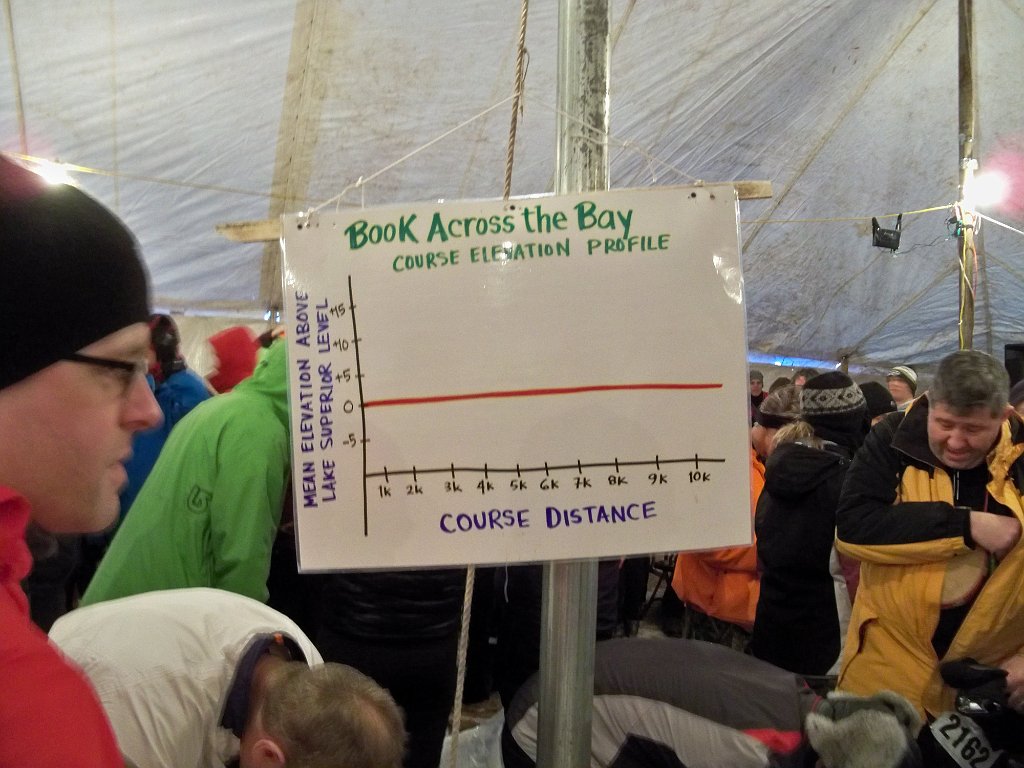 Book Across the Bay
COURSE ELEVATION PROFILE
MEAN ELEVATION ABOVE
LAKE SUPERIOR LEVEL
+15
+10
+5
0
-5
1k 2k 3k 4k 5k 6k 7k 8k 9k 10k
COURSE DISTANCE
2162